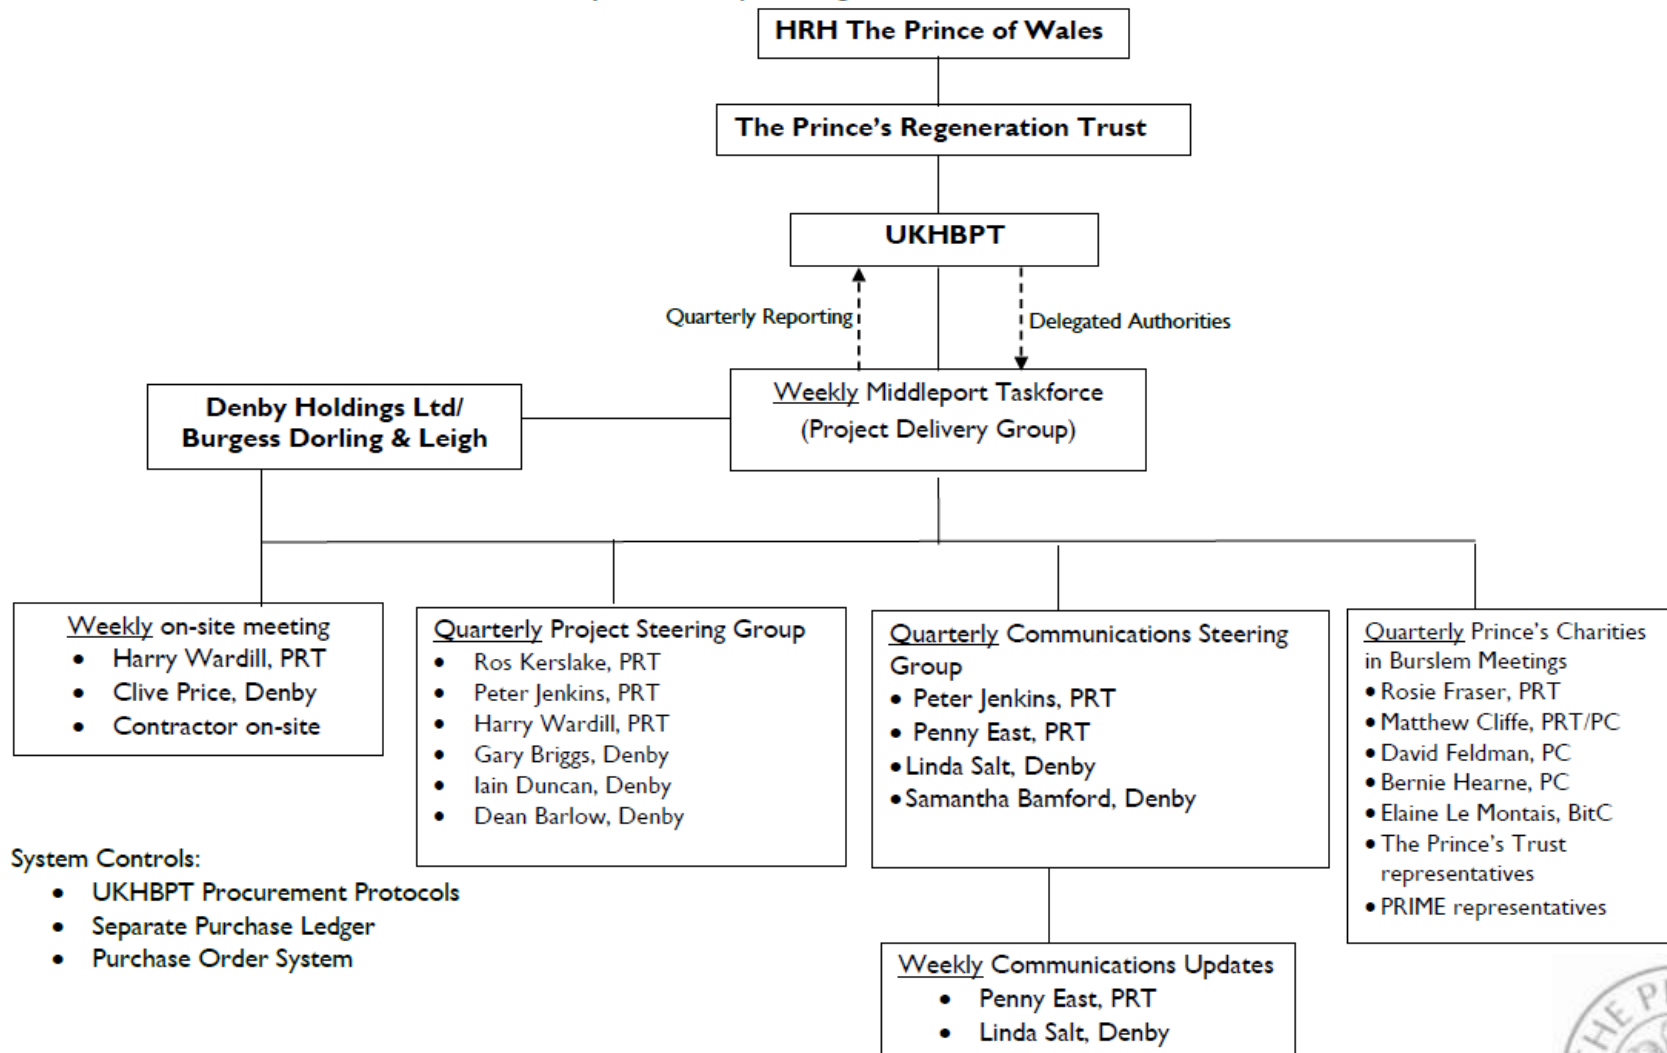 HRH The Prince of Wales
The Prince's Regeneration Trust
UKHBPT
Quarterly Reporting
Delegated Authorities
Denby Holdings Ltd/
Burgess Dorling & Leigh
Weekly Middleport Taskforce
(Project Delivery Group)
Weekly on-site meeting
• Harry Wardill, PRT
• Clive Price, Denby
• Contractor on-site
Quarterly Project Steering Group
• Ros Kerslake, PRT
• Peter Jenkins, PRT
• Harry Wardill, PRT
• Gary Briggs, Denby
• Iain Duncan, Denby
• Dean Barlow, Denby
Quarterly Communications Steering
Group
• Peter Jenkins, PRT
• Penny East, PRT
• Linda Salt, Denby
• Samantha Bamford, Denby
Quarterly Prince's Charities
in Burslem Meetings
• Rosie Fraser, PRT
• Matthew Cliffe, PRT/PC
• David Feldman, PC
• Bernie Hearne, PC
• Elaine Le Montais, BitC
• The Prince's Trust
representatives
• PRIME representatives
System Controls:
• UKHBPT Procurement Protocols
• Separate Purchase Ledger
• Purchase Order System
Weekly Communications Updates
• Penny East, PRT
• Linda Salt, Denby
THE